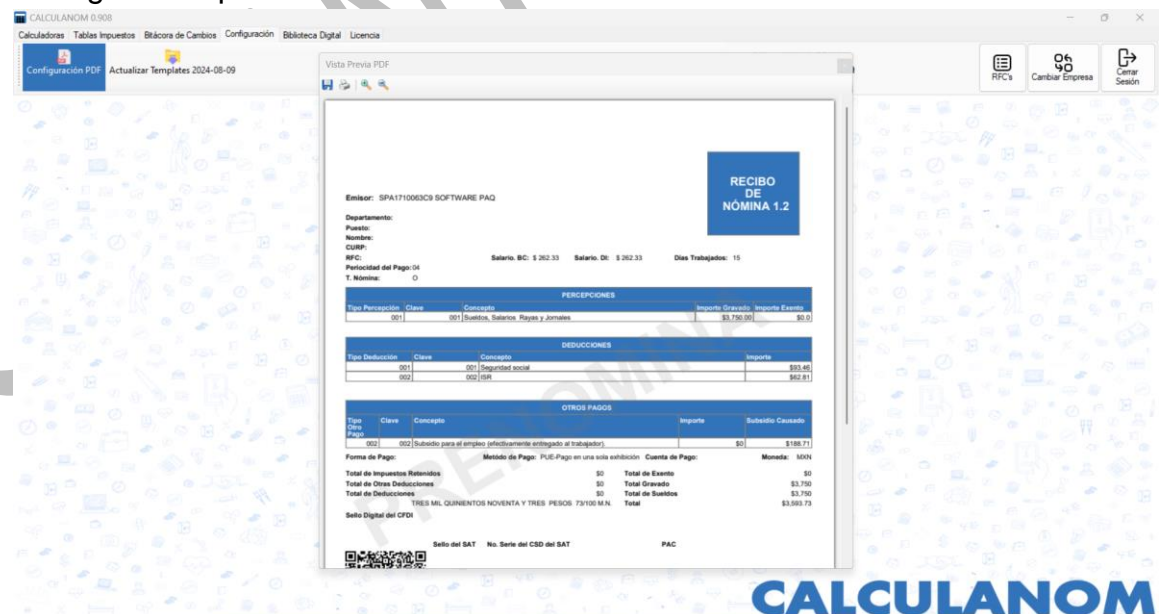 CALCULANOM 0.908
Calculadoras Tablas Impuestos Bitácora de Cambios Configuración Biblioteca Digital Licencia
Configuración PDF Actualizar Templates 2024-08-09
RFC's Cambiar Empresa Cerrar Sesión
Vista Previa PDF
RECIBO
DE
NÓMINA 1.2
Emisor: SPA1710063C9 SOFTWARE PAQ
Departamento:
Puesto:
Nombre:
CURP:
RFC: Salario. BC: $ 262.33 Salario. DI: $ 262.33 Días Trabajados: 15
Periocidad del Pago: 04
T. Nómina: O
PERCEPCIONES
Tipo Percepción Clave Concepto Importe Gravado Importe Exento
001 001 Sueldos, Salarios Rayas y Jornales $3,750.00 $0.0
DEDUCCIONES
Tipo Deducción Clave Concepto Importe
001 001 Seguridad social $93.46
002 002 ISR $62.81
OTROS PAGOS
Tipo Otro Pago Clave Concepto Importe Subsidio Causado
002 002 Subsidio para el empleo (efectivamente entregado al trabajador). $0 $188.71
Forma de Pago: Metódo de Pago: PUE-Pago en una sola exhibición Cuenta de Pago: Moneda: MXN
Total de Impuestos Retenidos $0 Total de Exento $0
Total de Otras Deducciones $0 Total Gravado $3,750
Total de Deducciones $0 Total de Sueldos $3,750
TRES MIL QUINIENTOS NOVENTA Y TRES PESOS 73/100 M.N. Total $3,593.73
Sello Digital del CFDI
Sello del SAT No. Serie del CSD del SAT PAC
PRENOMINA
CALCULANOM